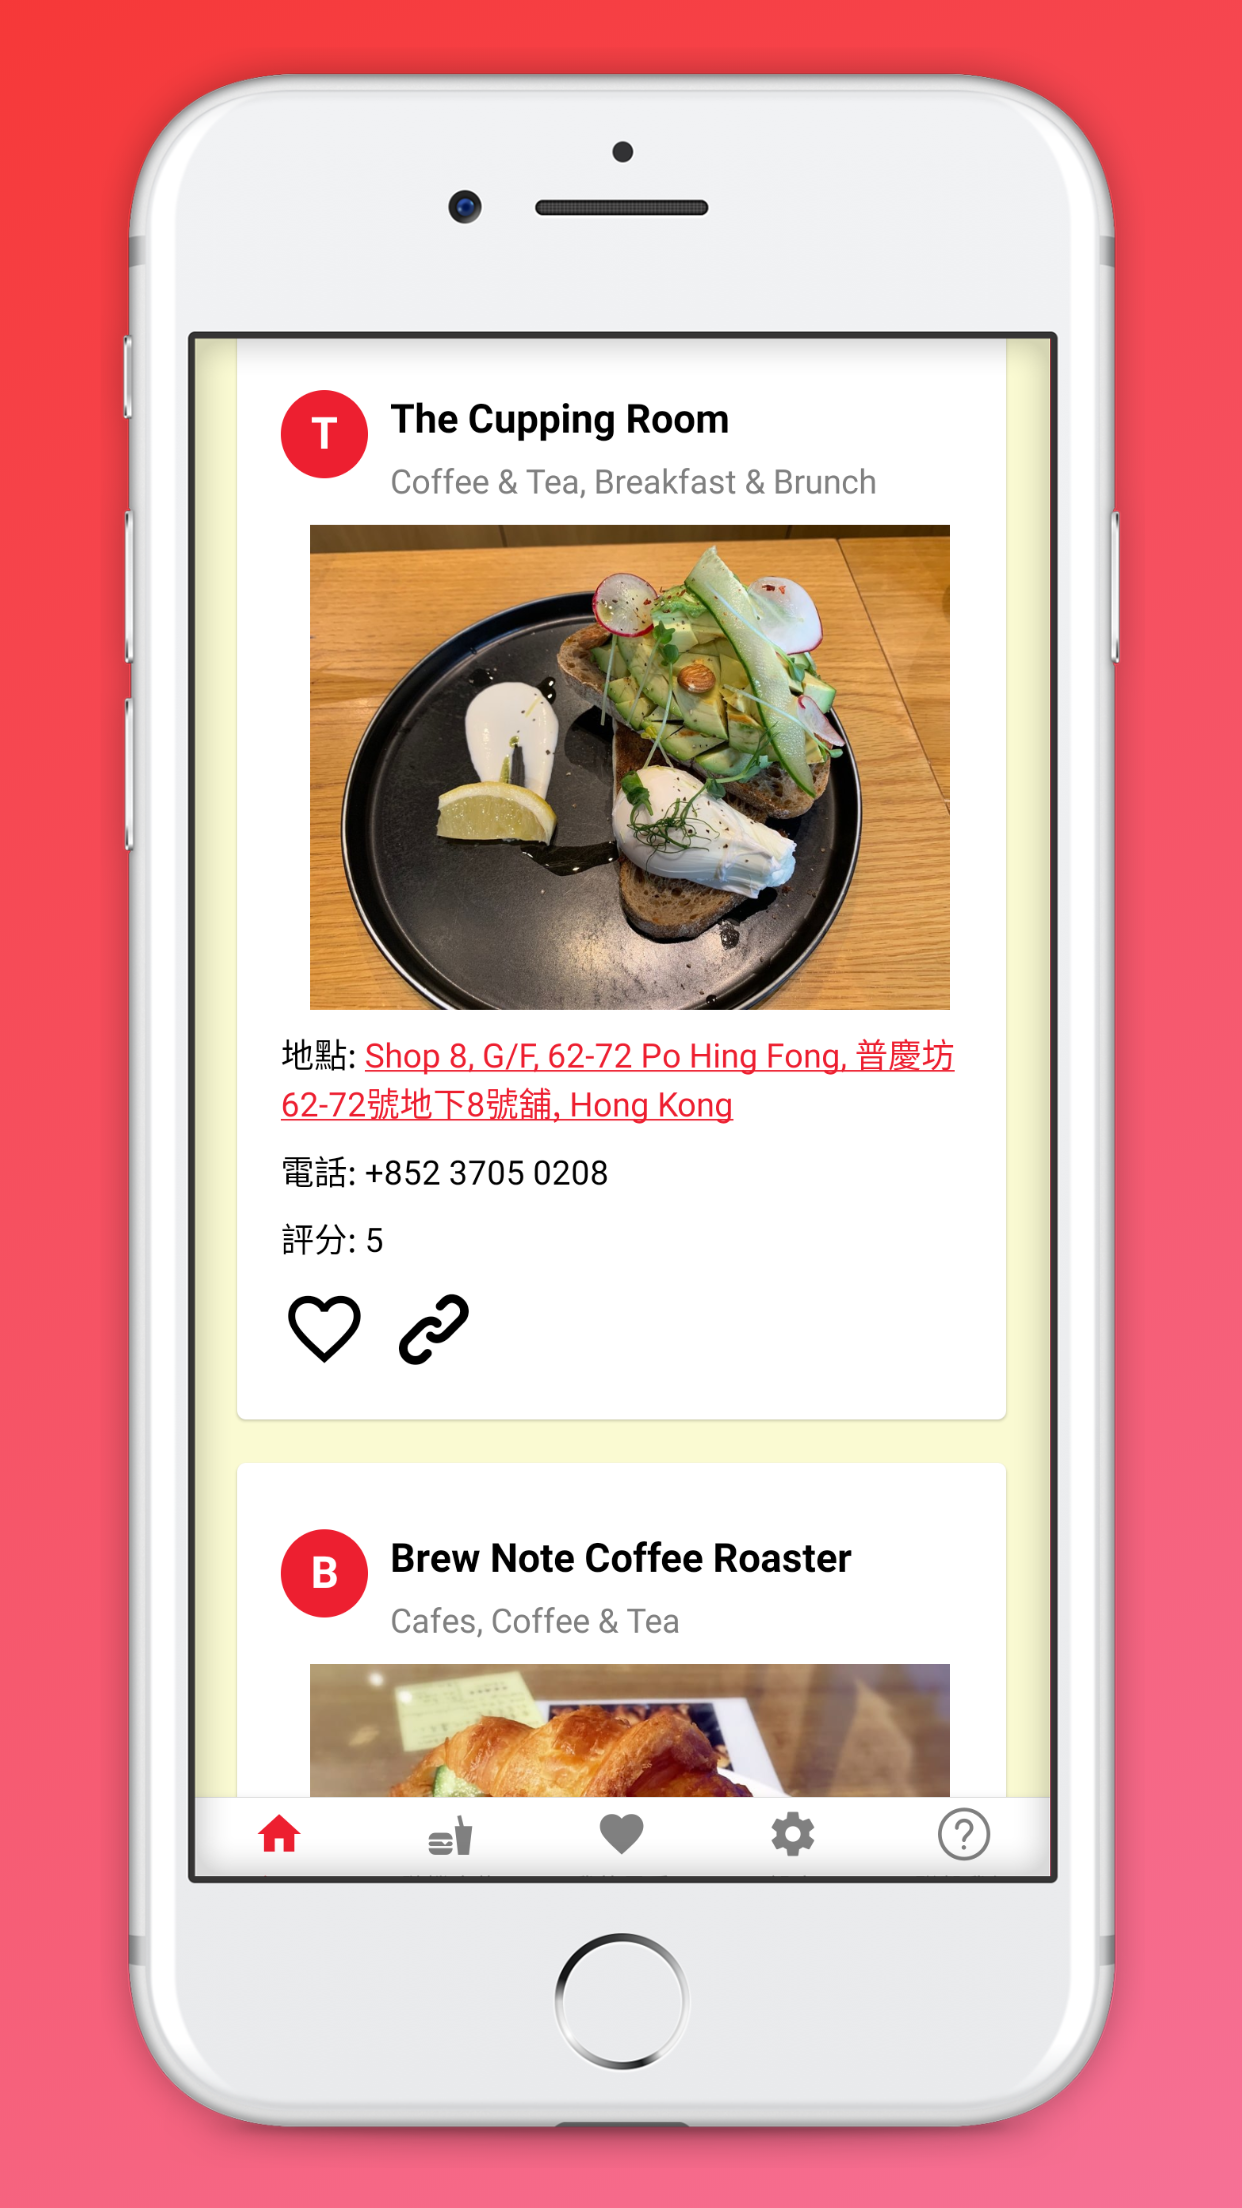 T
The Cupping Room
Coffee & Tea, Breakfast & Brunch
地點: Shop 8, G/F, 62-72 Po Hing Fong, 普慶坊
62-72號地下8號舖, Hong Kong
電話: +852 3705 0208
評分: 5
B
Brew Note Coffee Roaster
Cafes, Coffee & Tea
?